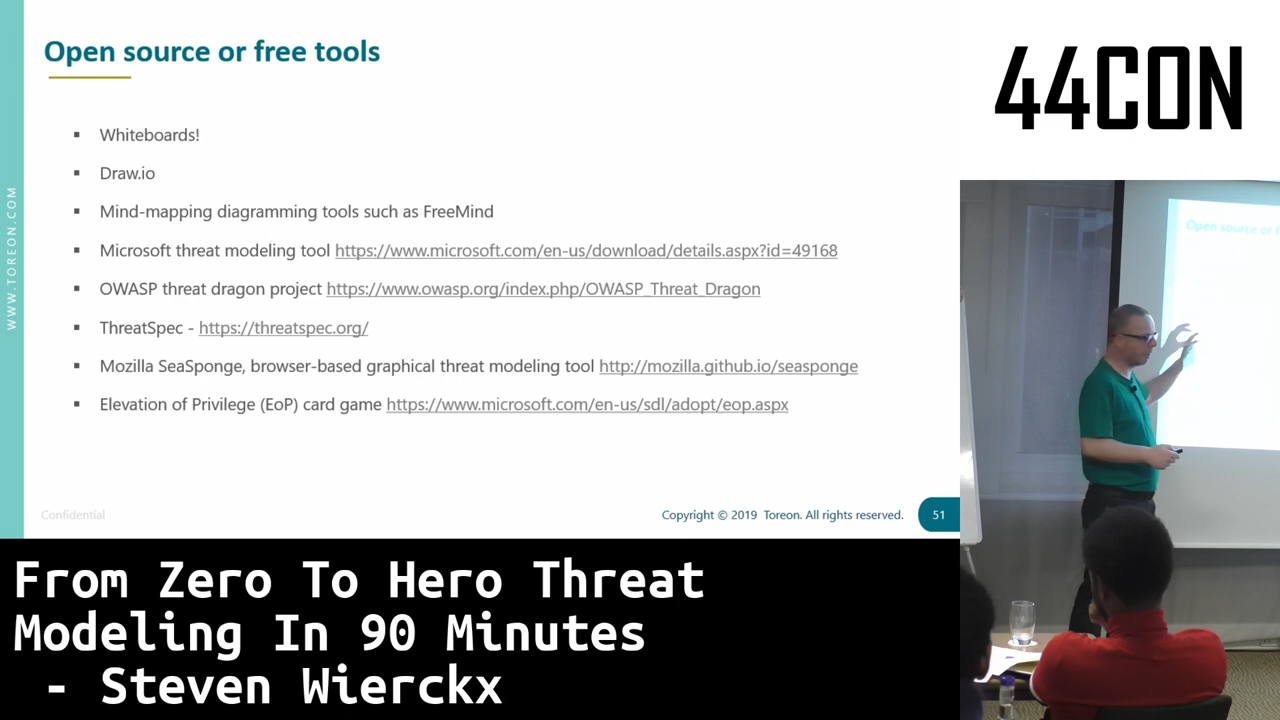 Open source or free tools
Whiteboards!
Draw.io
Mind-mapping diagramming tools such as FreeMind
Microsoft threat modeling tool https://www.microsoft.com/en-us/download/details.aspx?id=49168
OWASP threat dragon project https://www.owasp.org/index.php/OWASP_Threat_Dragon
ThreatSpec - https://threatspec.org/
Mozilla SeaSponge, browser-based graphical threat modeling tool http://mozilla.github.io/seasponge
Elevation of Privilege (EoP) card game https://www.microsoft.com/en-us/sdl/adopt/eop.aspx
WWW.TOREON.COM
Confidential
Copyright © 2019 Toreon. All rights reserved.
51
44CON
Open source or f
From Zero To Hero Threat
Modeling In 90 Minutes
- Steven Wierckx